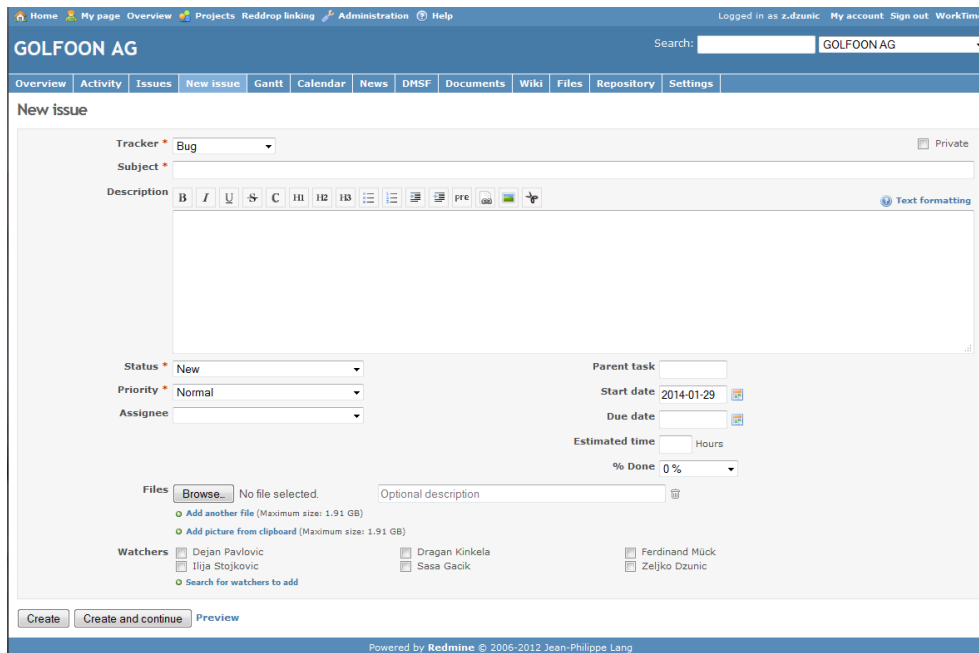 Home My page Overview Projects Reddrop linking Administration Help Logged in as z.dzunic My account Sign out WorkTime
GOLFOON AG Search: GOLFOON AG
Overview Activity Issues New issue Gantt Calendar News DMSF Documents Wiki Files Repository Settings
New issue
Tracker * Bug Private
Subject *
Description B I U S C H1 H2 H3 pre Text formatting
Status * New Parent task
Priority * Normal Start date 2014-01-29
Assignee Due date
Estimated time Hours
% Done 0 %
Files Browse.. No file selected. Optional description
Add another file (Maximum size: 1.91 GB)
Add picture from clipboard (Maximum size: 1.91 GB)
Watchers Dejan Pavlovic Dragan Kinkela Ferdinand Mück
Ilija Stojkovic Sasa Gacik Zeljko Dzunic
Search for watchers to add
Create Create and continue Preview
Powered by Redmine © 2006-2012 Jean-Philippe Lang